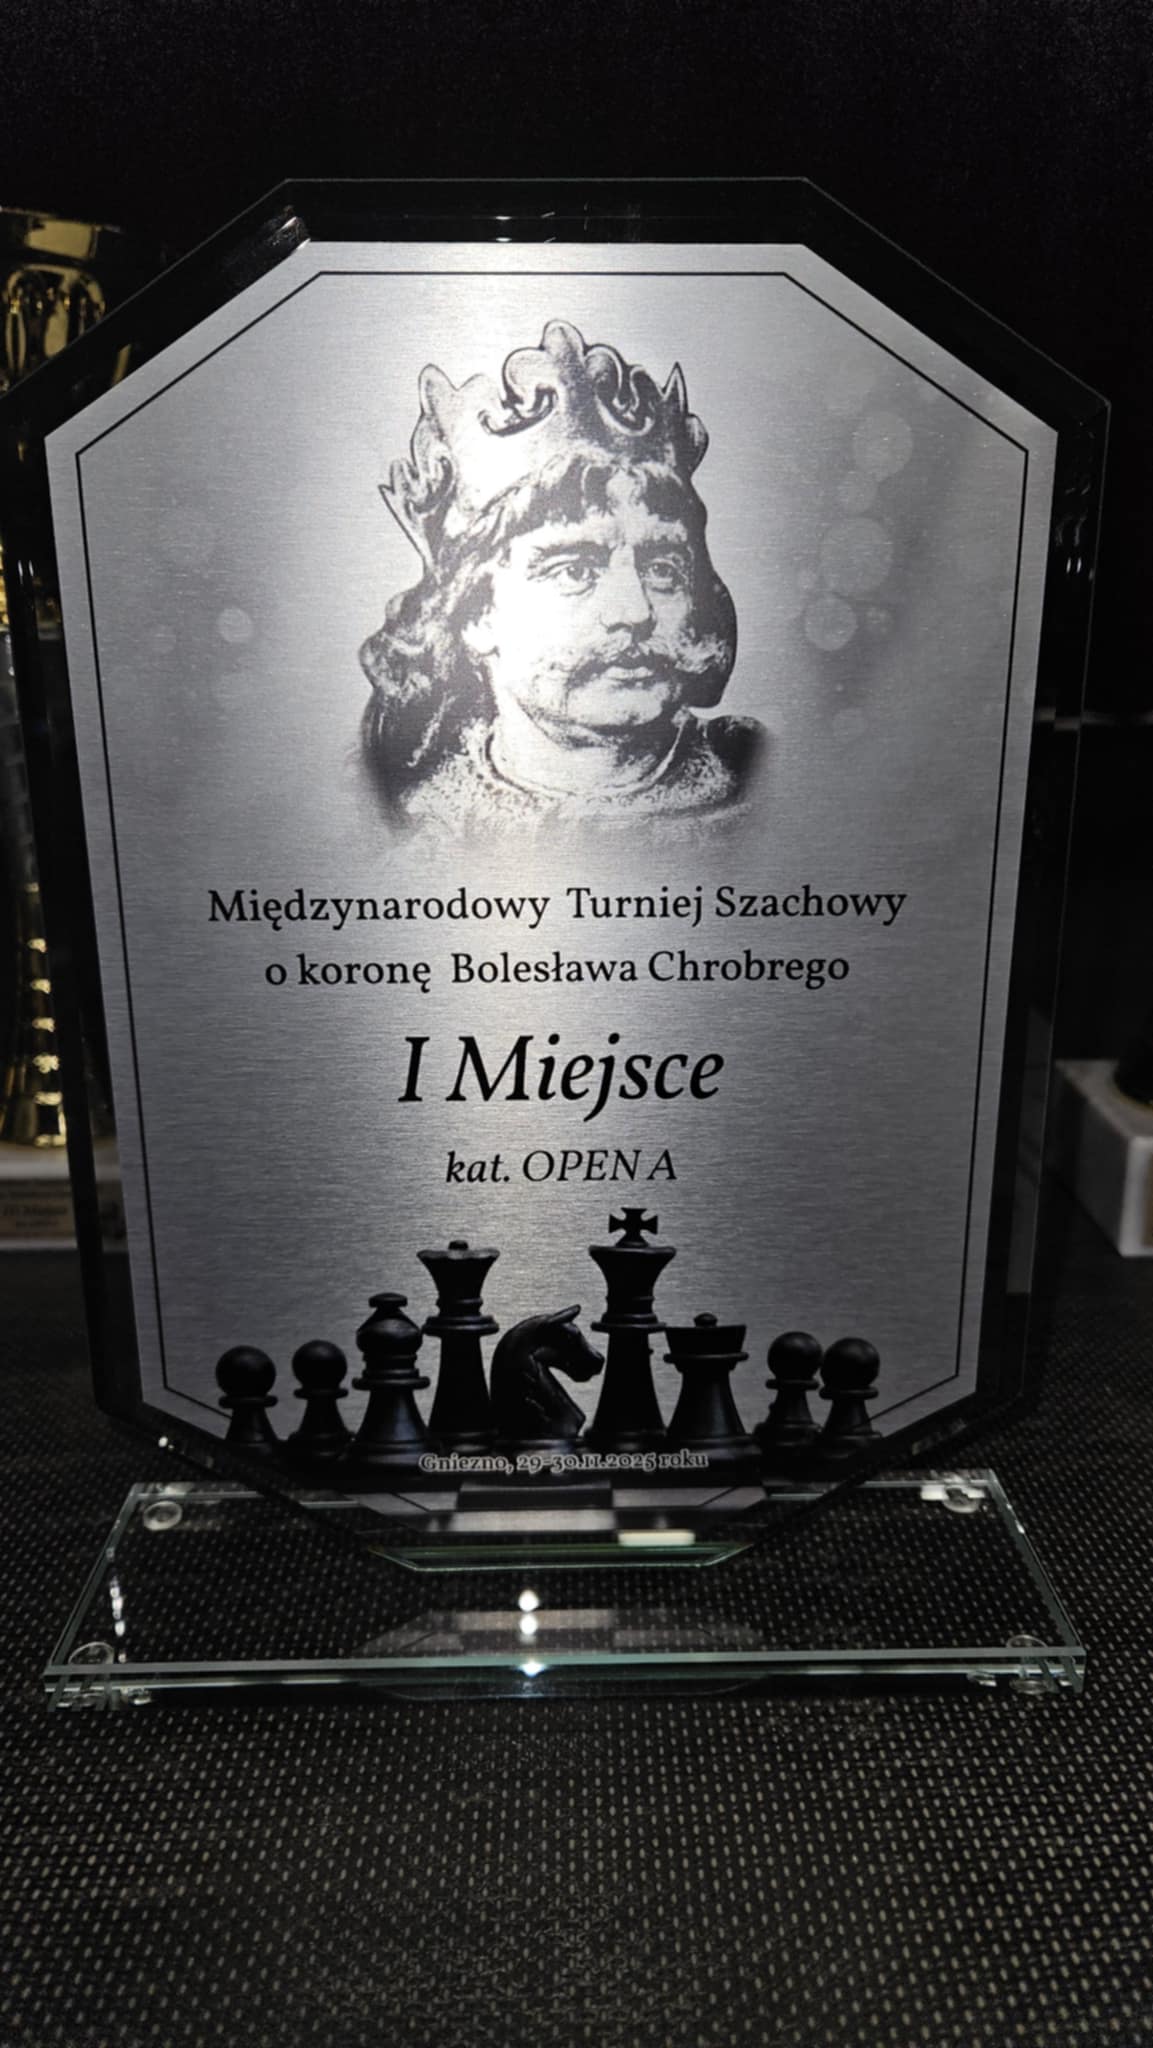 Międzynarodowy Turniej Szachowy
o koronę Bolesława Chrobrego
I Miejsce
kat. OPEN A
Gniezno, 29-30.11.2025 roku